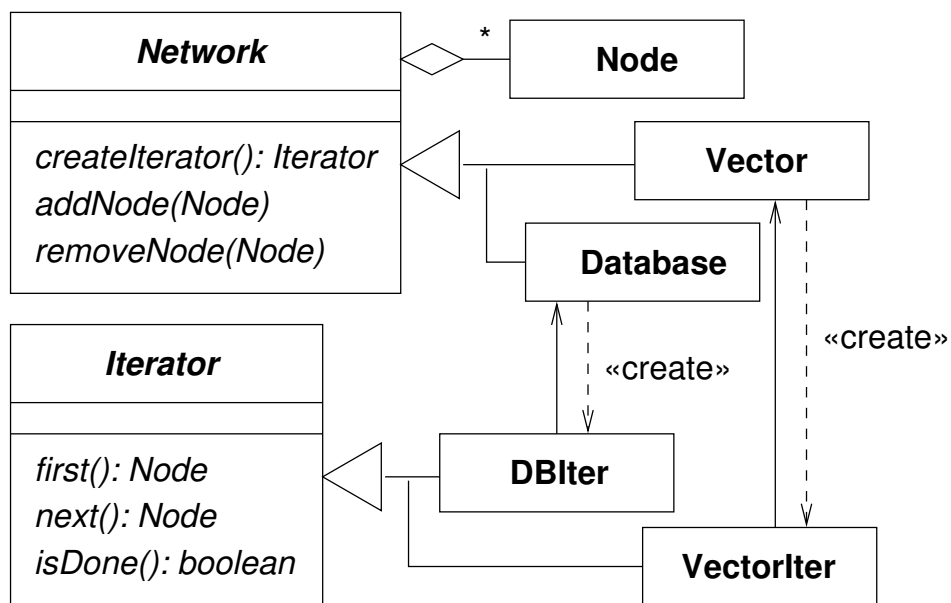 Network
*
Node
createIterator(): Iterator
addNode(Node)
removeNode(Node)
Vector
Database
«create»
«create»
Iterator
first(): Node
next(): Node
isDone(): boolean
DBIter
VectorIter